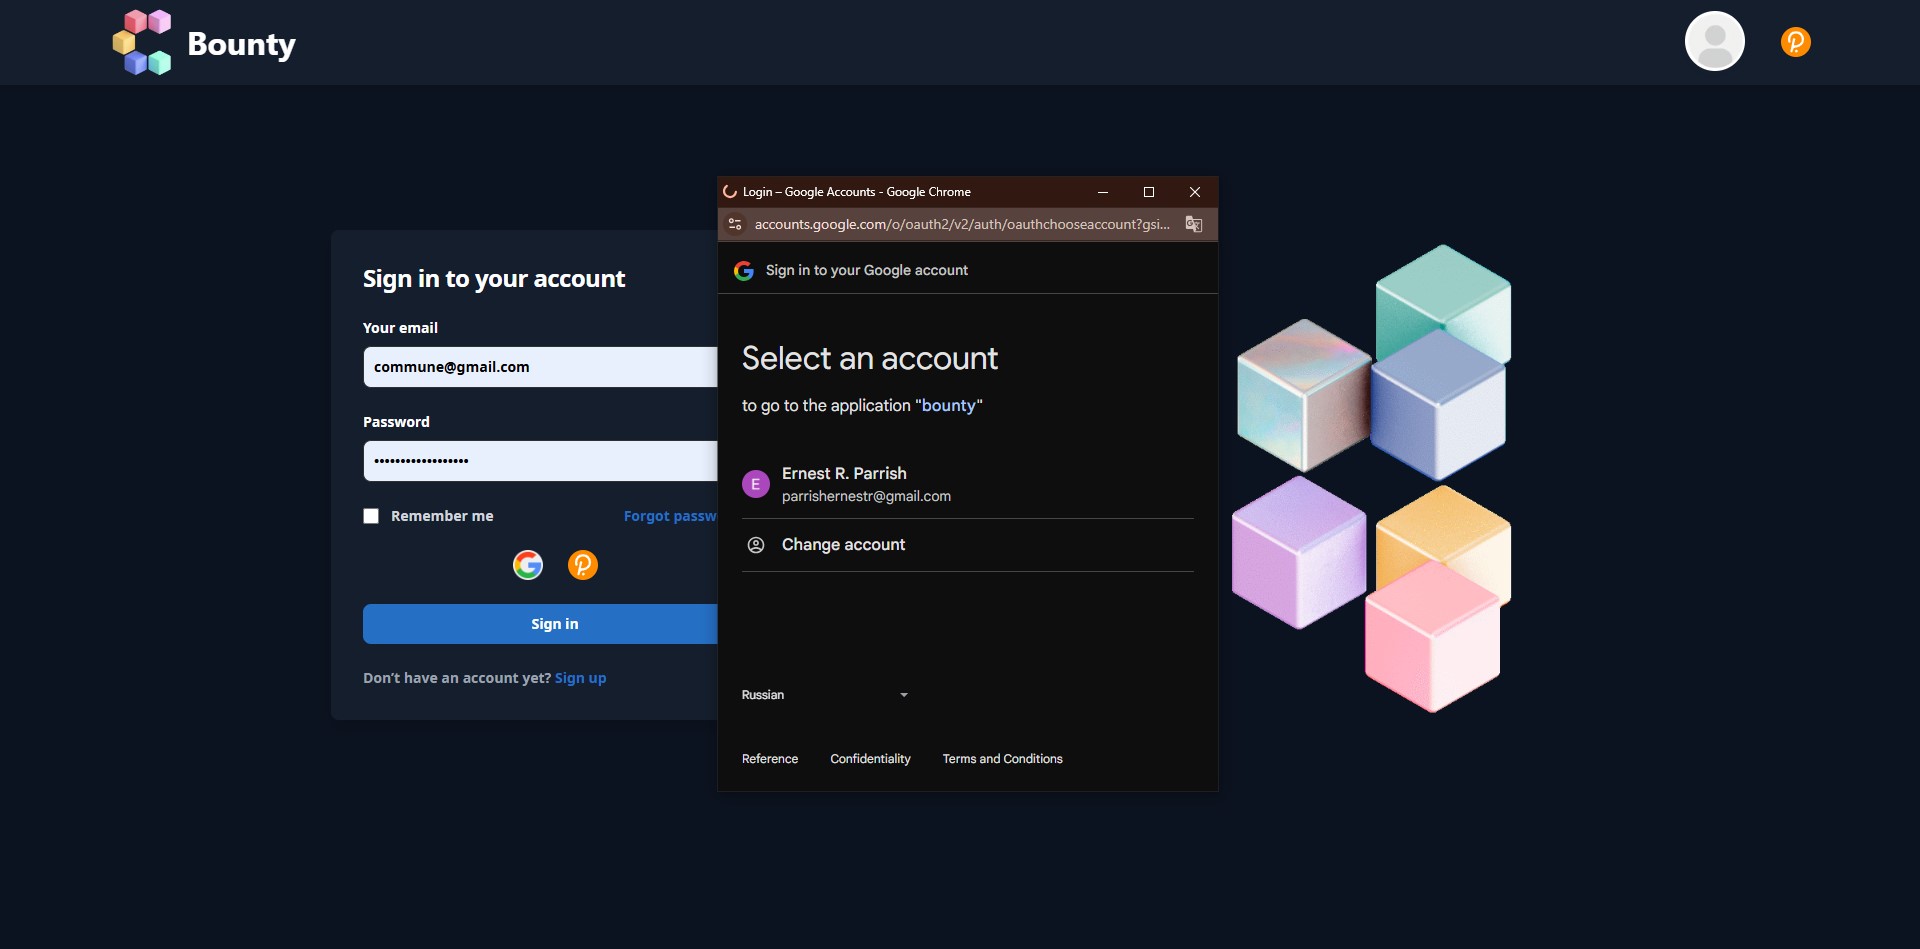 Bounty
Sign in to your account
Your email
commune@gmail.com
Password
••••••••••••••••••
Remember me
Forgot passw
Sign in
Don't have an account yet? Sign up
Login – Google Accounts - Google Chrome
accounts.google.com/o/oauth2/v2/auth/oauthchooseaccount?gsi...
Sign in to your Google account
Select an account
to go to the application "bounty"
E
Ernest R. Parrish
parrishernestr@gmail.com
Change account
Russian
Reference Confidentiality Terms and Conditions